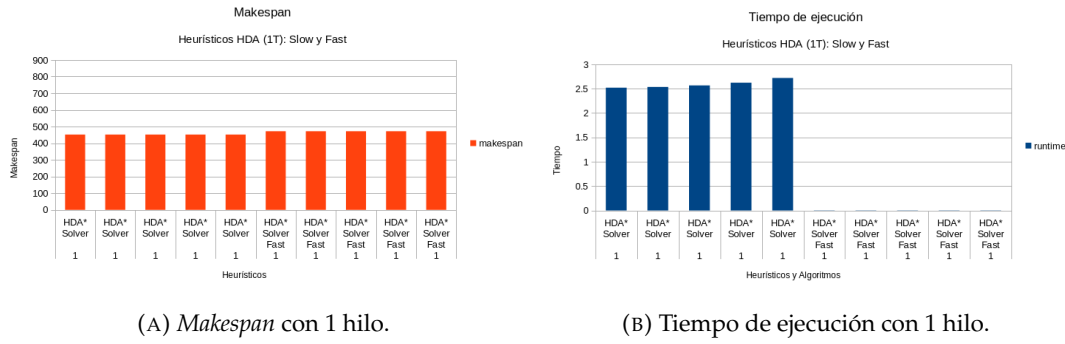 Makespan
Heurísticos HDA (1T): Slow y Fast
Makespan
900
800
700
600
500
400
300
200
100
0
HDA* HDA* HDA* HDA* HDA* HDA* HDA* HDA* HDA* HDA*
Solver Solver Solver Solver Solver Solver Solver Solver Solver Solver
Fast Fast Fast Fast Fast
1 1 1 1 1 1 1 1 1 1
Heurísticos
makespan
(A) Makespan con 1 hilo.
Tiempo de ejecución
Heurísticos HDA (1T): Slow y Fast
Tiempo
3
2.5
2
1.5
1
0.5
0
HDA* HDA* HDA* HDA* HDA* HDA* HDA* HDA* HDA* HDA*
Solver Solver Solver Solver Solver Solver Solver Solver Solver Solver
Fast Fast Fast Fast Fast
1 1 1 1 1 1 1 1 1 1
Heurísticos y Algoritmos
runtime
(B) Tiempo de ejecución con 1 hilo.